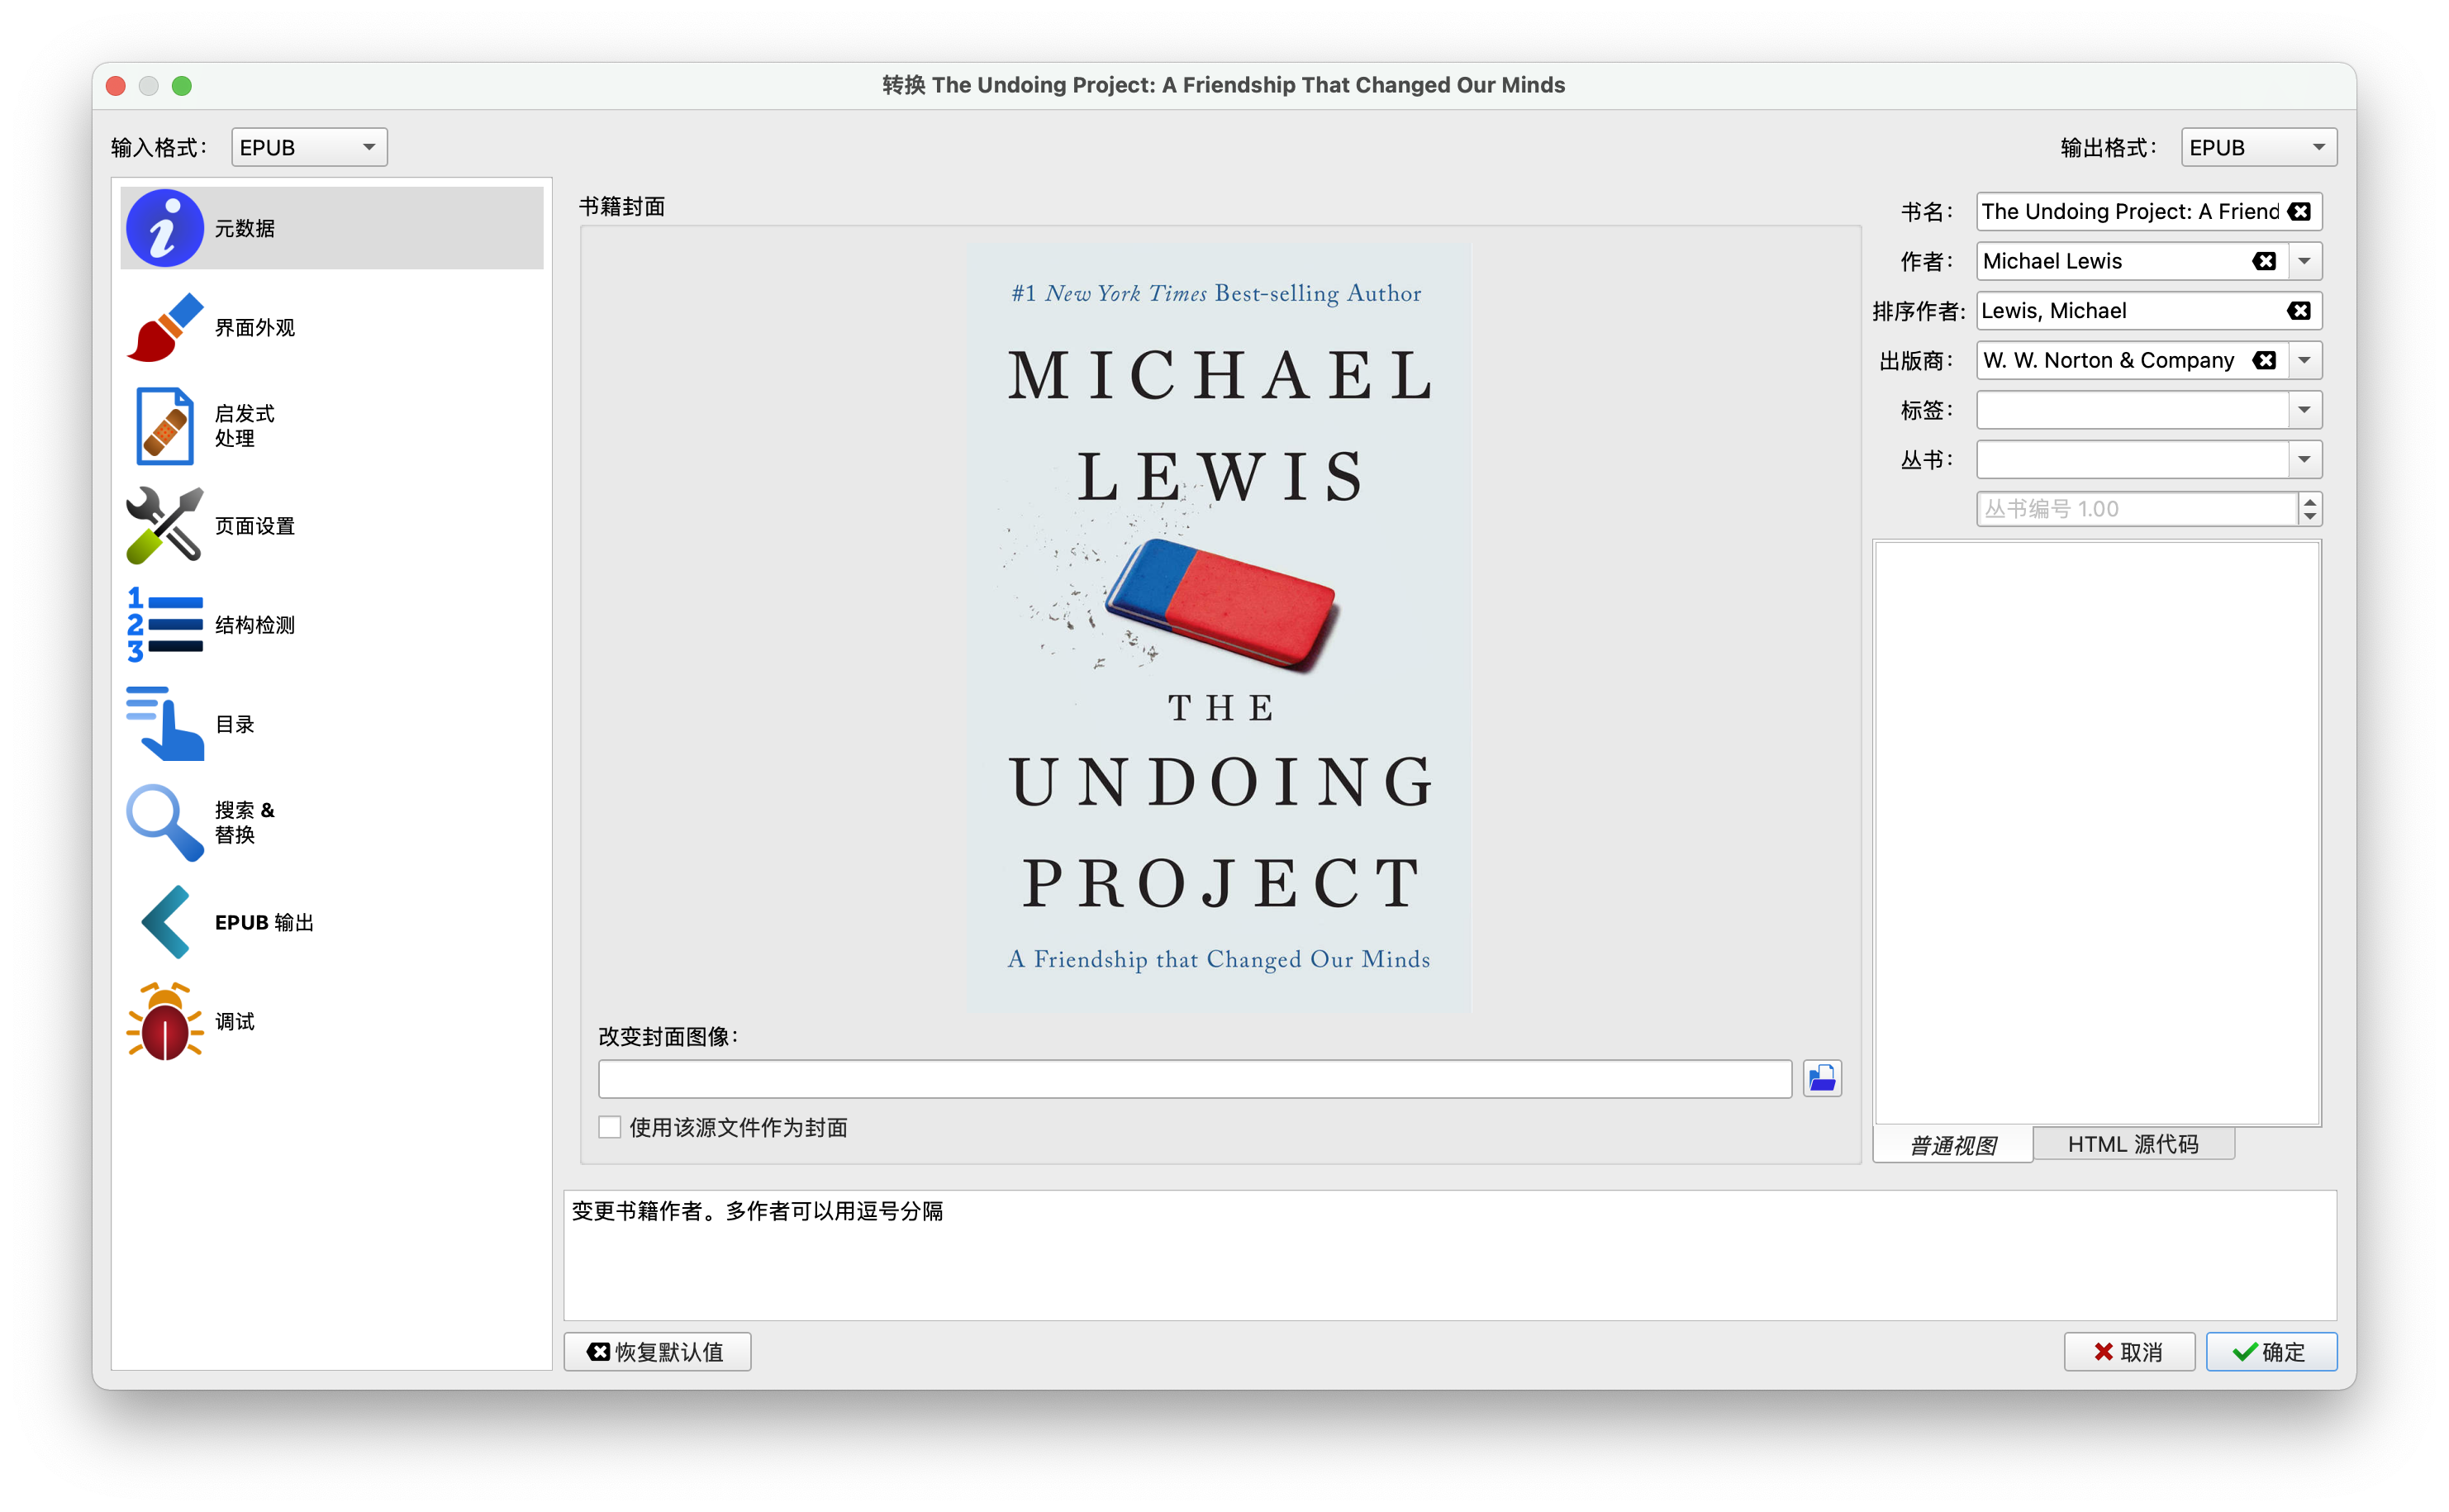 转换 The Undoing Project: A Friendship That Changed Our Minds
输入格式： EPUB
输出格式： EPUB
元数据
界面外观
启发式
处理
页面设置
结构检测
目录
搜索 &
替换
EPUB 输出
调试
书籍封面
#1 New York Times Best-selling Author
MICHAEL
LEWIS
THE
UNDOING
PROJECT
A Friendship that Changed Our Minds
改变封面图像：
使用该源文件作为封面
书名： The Undoing Project: A Friend
作者： Michael Lewis
排序作者: Lewis, Michael
出版商： W. W. Norton & Company
标签：
丛书：
丛书编号 1.00
普通视图
HTML 源代码
变更书籍作者。多作者可以用逗号分隔
恢复默认值
取消
确定